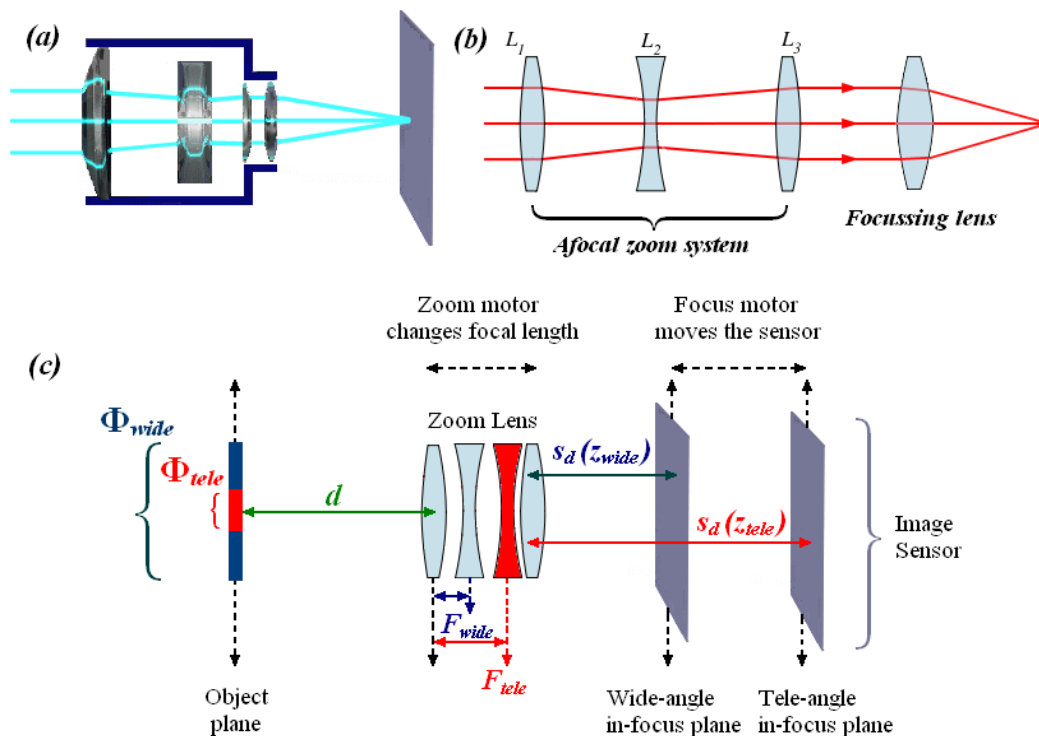 (a)
(b)
L1
L2
L3
Afocal zoom system
Focussing lens
(c)
Zoom motor
changes focal length
Focus motor
moves the sensor
Φwide
Φtele
d
Zoom Lens
sd (zwide)
sd (ztele)
Image
Sensor
Fwide
Ftele
Object
plane
Wide-angle
in-focus plane
Tele-angle
in-focus plane